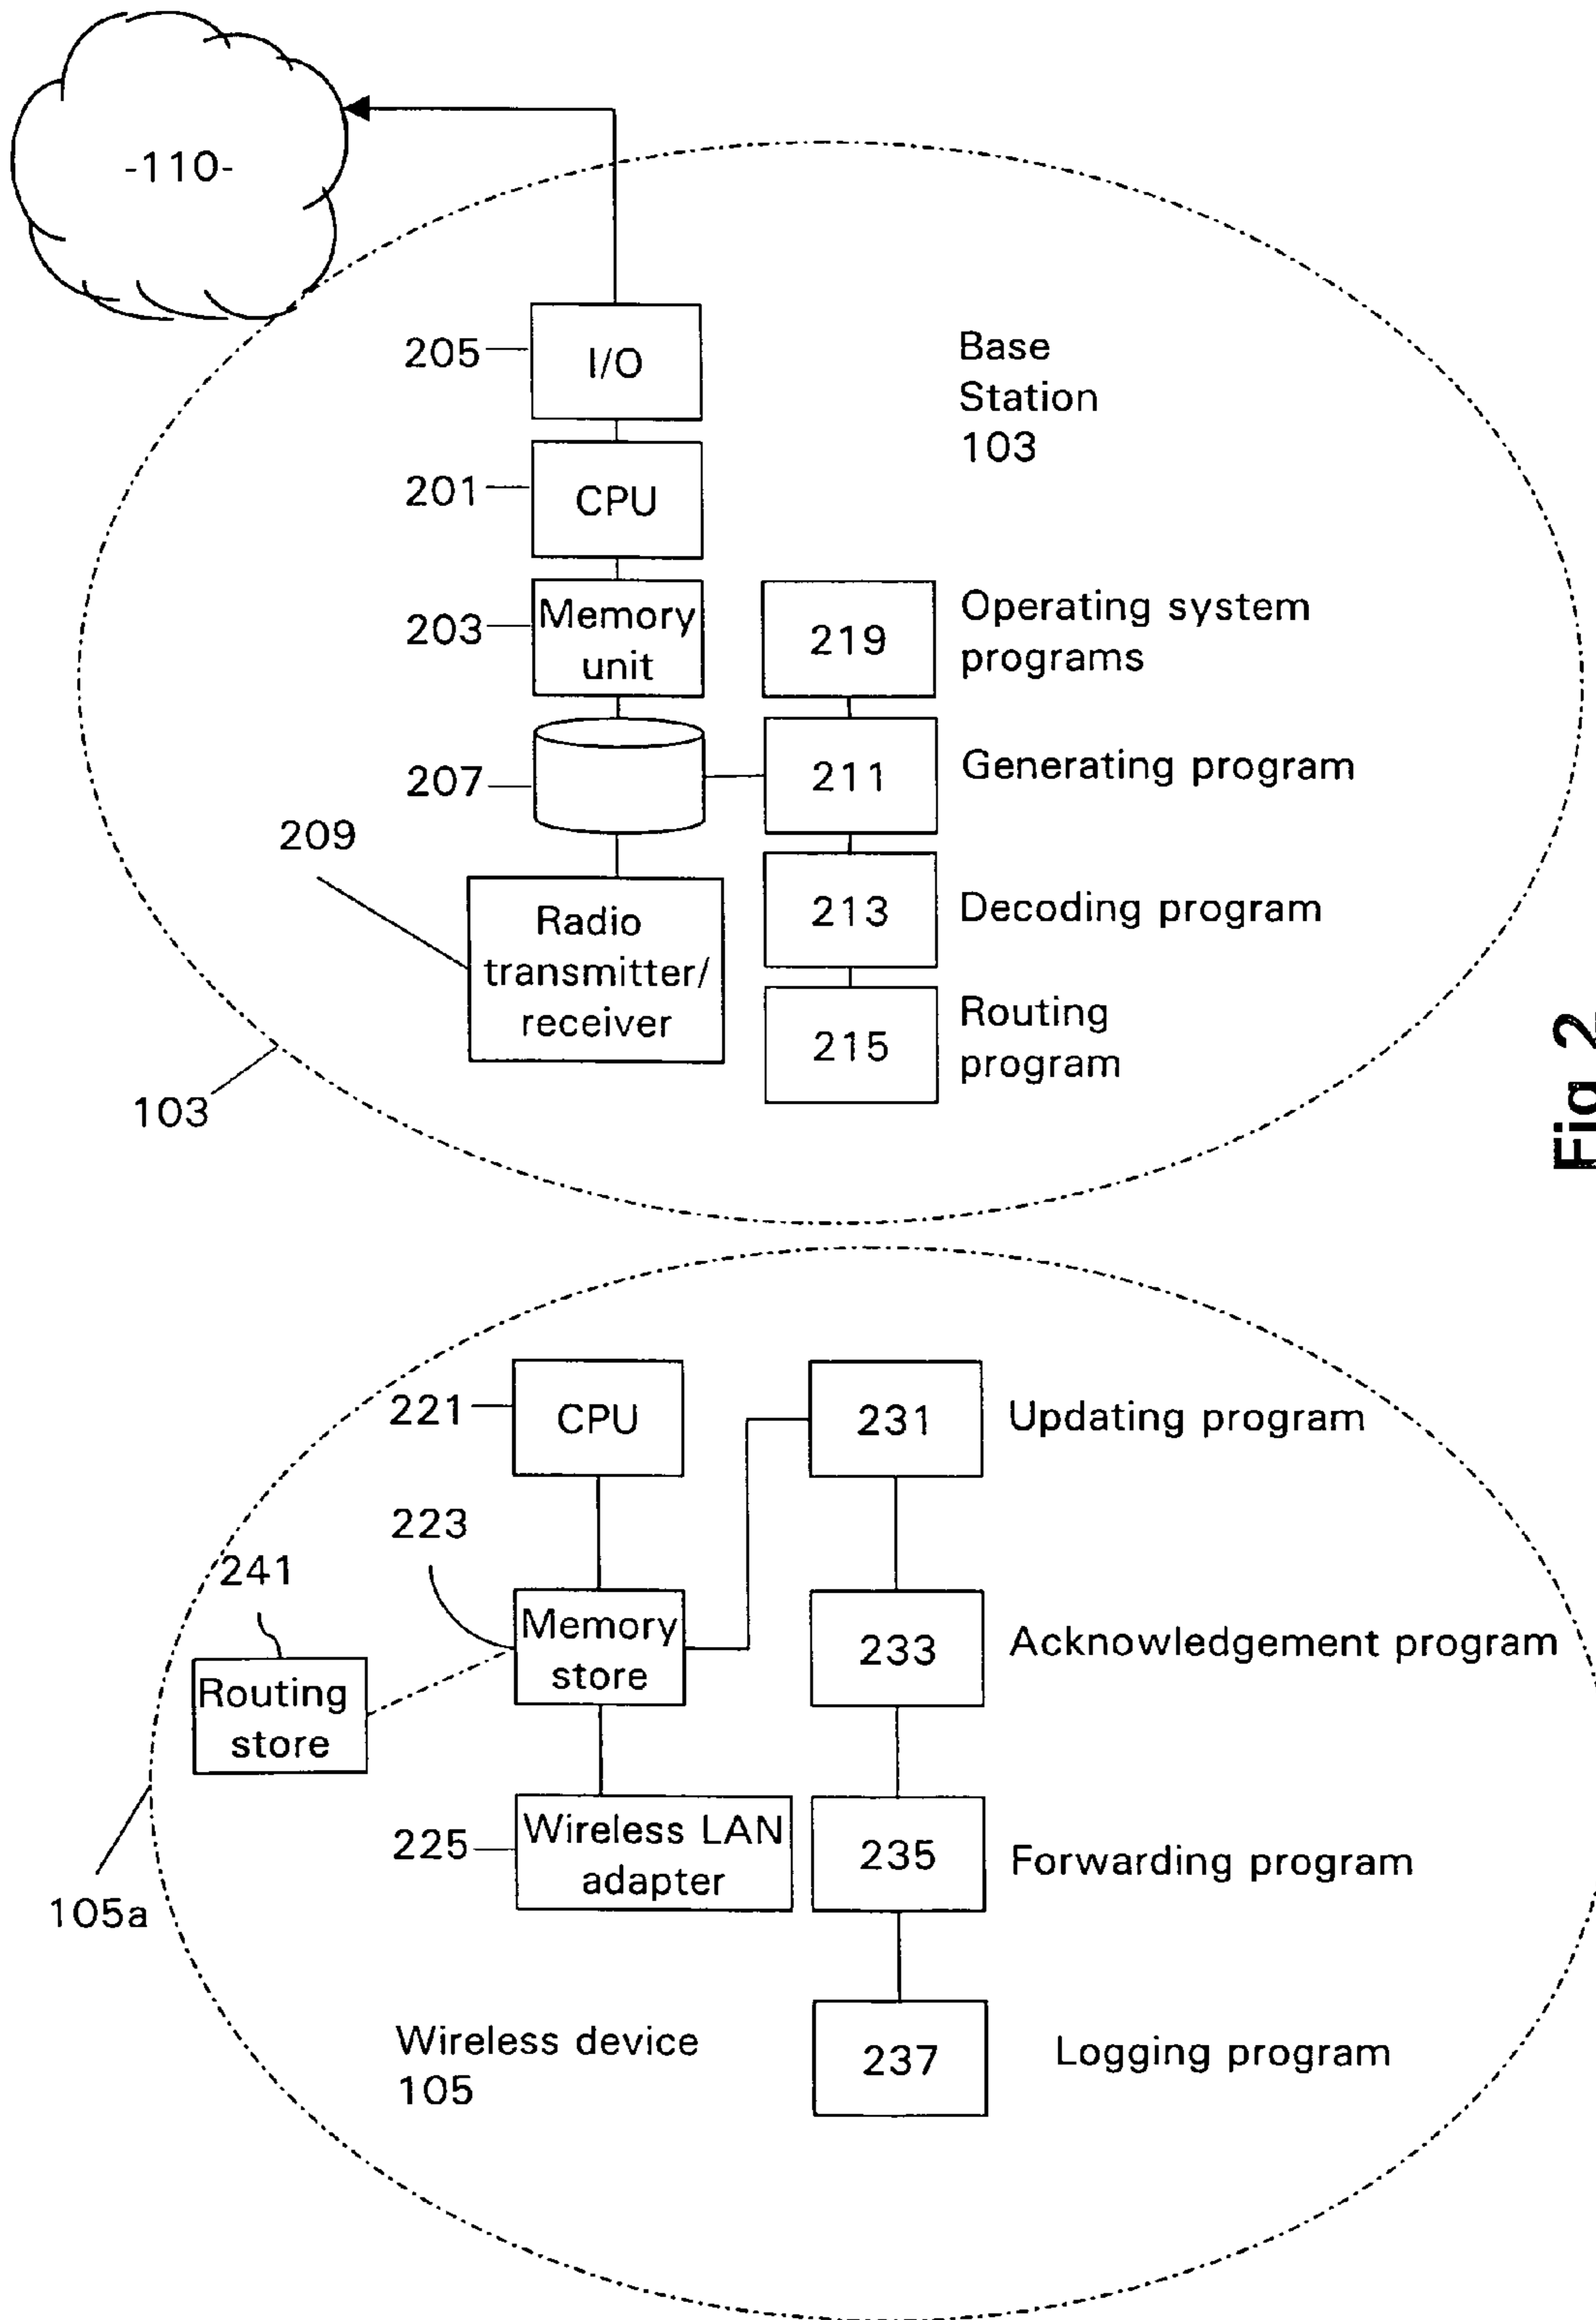 -110-
205
I/O
Base
Station
103
201
CPU
203
Memory
unit
219
Operating system
programs
207
211
Generating program
209
213
Decoding program
Radio
transmitter/
receiver
215
Routing
program
103
Fig 2
221
CPU
231
Updating program
223
241
Memory
store
233
Acknowledgement program
Routing
store
225
Wireless LAN
adapter
235
Forwarding program
105a
Wireless device
105
237
Logging program